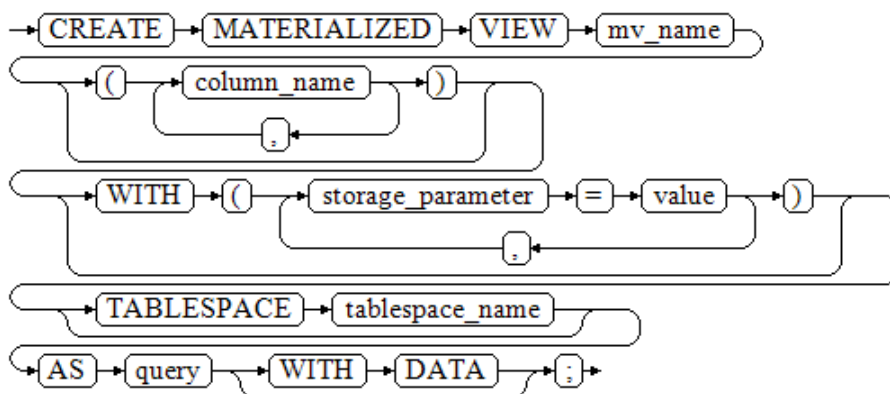 CREATE MATERIALIZED VIEW mv_name
( column_name )
,
WITH ( storage_parameter = value )
,
TABLESPACE tablespace_name
AS query WITH DATA ;